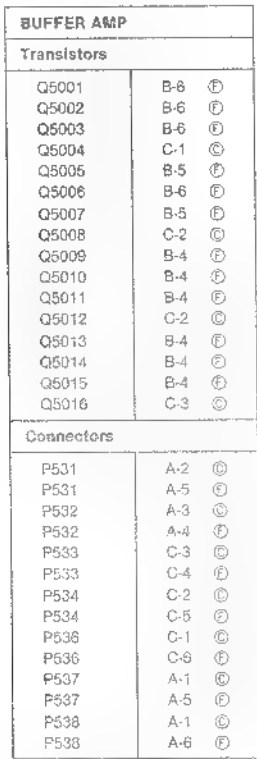 BUFFER AMP
Transistors
Q5001 B-6 Ⓕ
Q5002 B-6 Ⓕ
Q5003 B-6 Ⓕ
Q5004 C-1 Ⓒ
Q5005 B-5 Ⓕ
Q5006 B-6 Ⓕ
Q5007 B-5 Ⓕ
Q5008 C-2 Ⓒ
Q5009 B-4 Ⓕ
Q5010 B-4 Ⓕ
Q5011 B-4 Ⓕ
Q5012 C-2 Ⓒ
Q5013 B-4 Ⓕ
Q5014 B-4 Ⓕ
Q5015 B-4 Ⓕ
Q5016 C-3 Ⓒ
Connectors
P531 A-2 Ⓒ
P531 A-5 Ⓕ
P532 A-3 Ⓒ
P532 A-4 Ⓕ
P533 C-3 Ⓒ
P533 C-4 Ⓕ
P534 C-2 Ⓒ
P534 C-5 Ⓕ
P536 C-1 Ⓒ
P536 C-6 Ⓕ
P537 A-1 Ⓒ
P537 A-5 Ⓕ
P538 A-1 Ⓒ
P538 A-6 Ⓕ